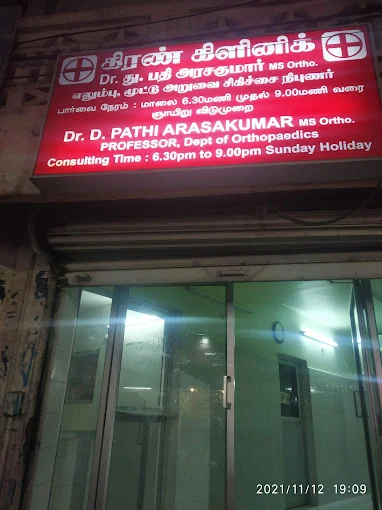 கிரண் கிளினிக்
Dr. து. பதி அரசகுமார் MS Ortho.
எலும்பு, மூட்டு அறுவை சிகிச்சை நிபுணர்
பார்வை நேரம் : மாலை 6.30மணி முதல் 9.00மணி வரை
ஞாயிறு விடுமுறை
Dr. D. PATHI ARASAKUMAR MS Ortho.
PROFESSOR, Dept of Orthopaedics
Consulting Time : 6.30pm to 9.00pm Sunday Holiday
2021/11/12 19:09